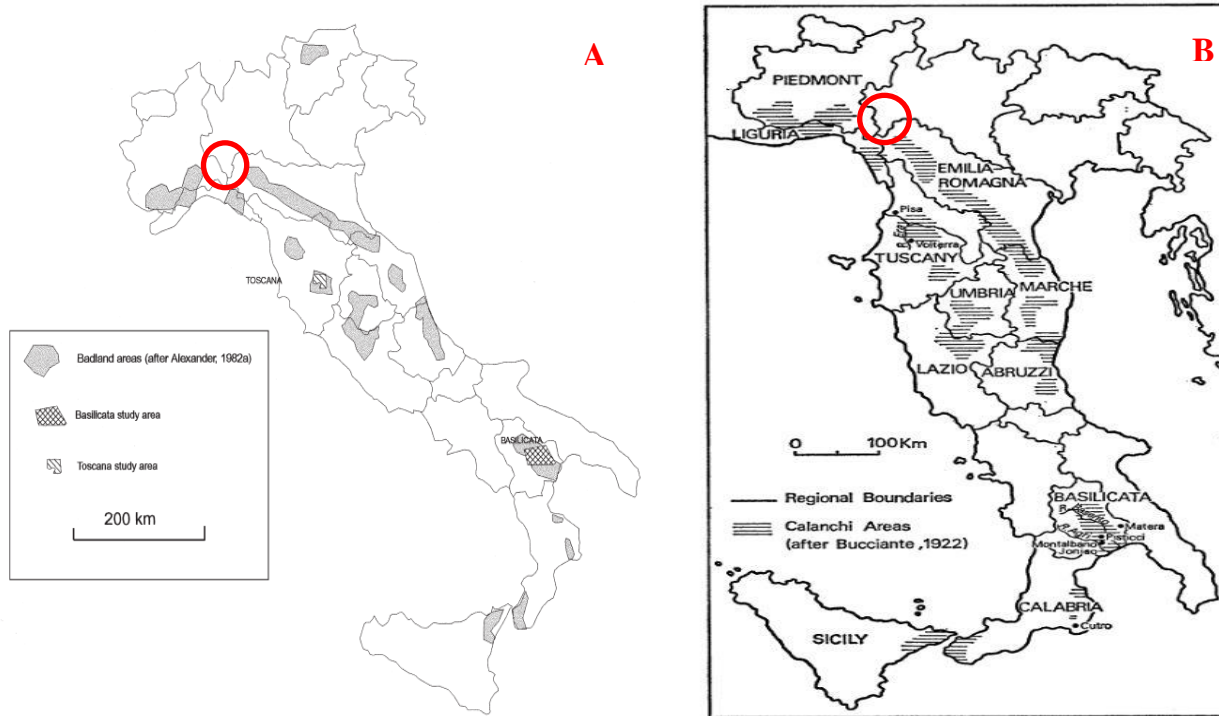 A
TOSCANA
Badland areas (after Alexander, 1982a)
Basilicata study area
Toscana study area
200 km
BASILICATA
B
PIEDMONT
LIGURIA
EMILIA-
ROMAGNA
Pisa
Volterra
TUSCANY
UMBRIA
MARCHE
LAZIO
ABRUZZI
0 100Km
Regional Boundaries
Calanchi Areas
(after Bucciante, 1922)
BASILICATA
Matera
Pisticci
Montalbano
Jonico
CALABRIA
Cutro
SICILY